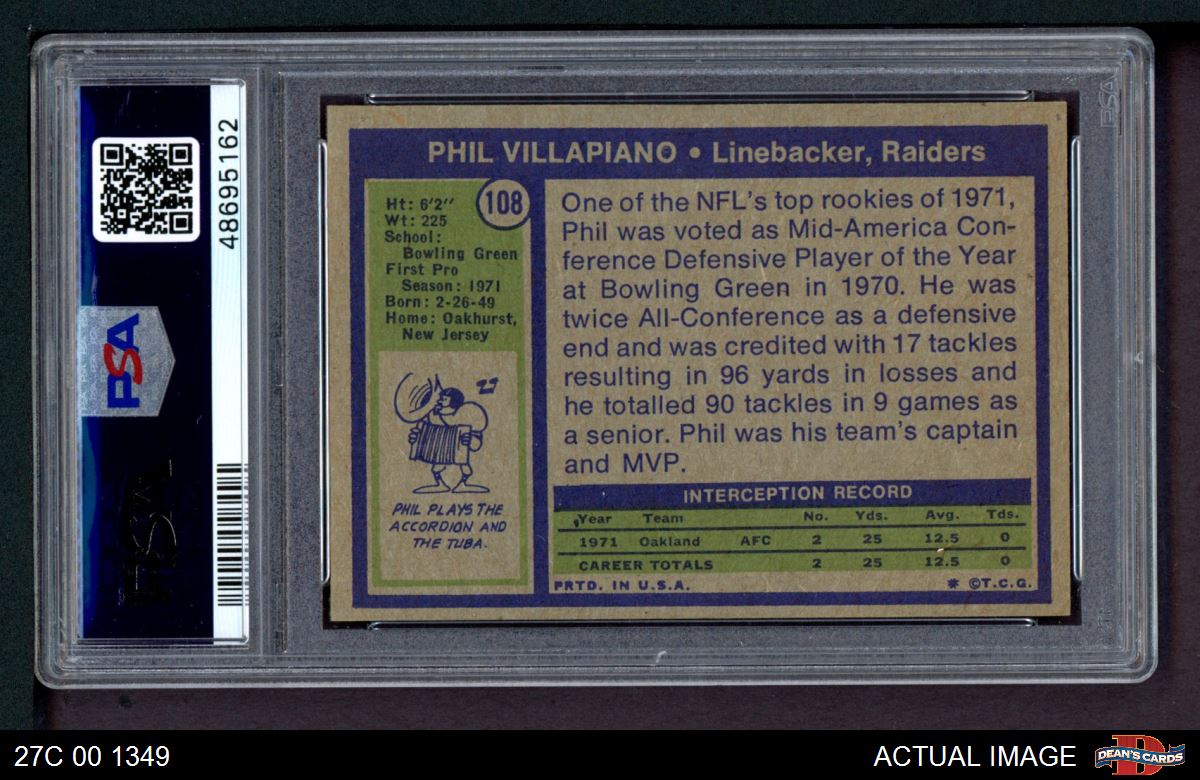 48695162
PSA
PSA
PSA
PHIL VILLAPIANO • Linebacker, Raiders
108
Ht: 6'2"
Wt: 225
School:
Bowling Green
First Pro
Season: 1971
Born: 2-26-49
Home: Oakhurst,
New Jersey
PHIL PLAYS THE
ACCORDION AND
THE TUBA.
One of the NFL's top rookies of 1971,
Phil was voted as Mid-America Con-
ference Defensive Player of the Year
at Bowling Green in 1970. He was
twice All-Conference as a defensive
end and was credited with 17 tackles
resulting in 96 yards in losses and
he totalled 90 tackles in 9 games as
a senior. Phil was his team's captain
and MVP.
INTERCEPTION RECORD
Year Team No. Yds. Avg. Tds.
1971 Oakland AFC 2 25 12.5 0
CAREER TOTALS 2 25 12.5 0
PRTD. IN U.S.A. * ©T.C.G.
27C 00 1349 ACTUAL IMAGE DEAN'S CARDS